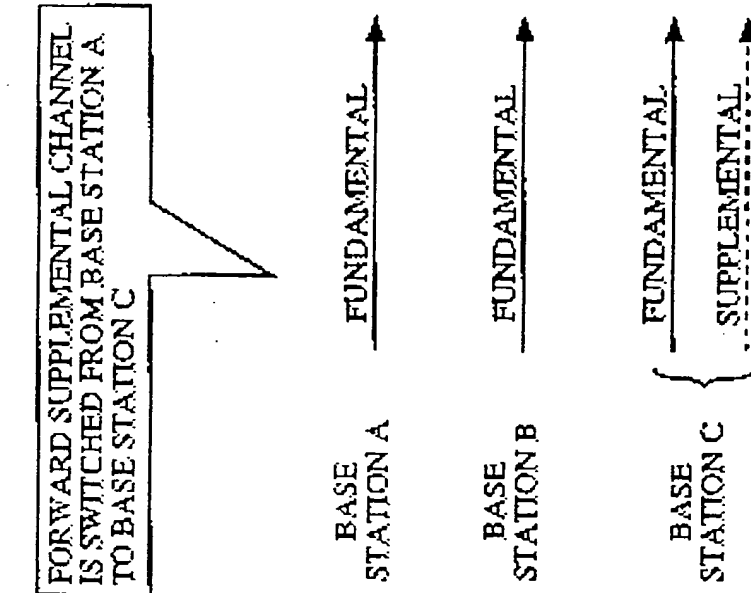 FORWARD SUPPLEMENTAL CHANNEL
IS SWITCHED FROM BASE STATION A
TO BASE STATION C
BASE
STATION A
FUNDAMENTAL
BASE
STATION B
FUNDAMENTAL
BASE
STATION C
FUNDAMENTAL
SUPPLEMENTAL